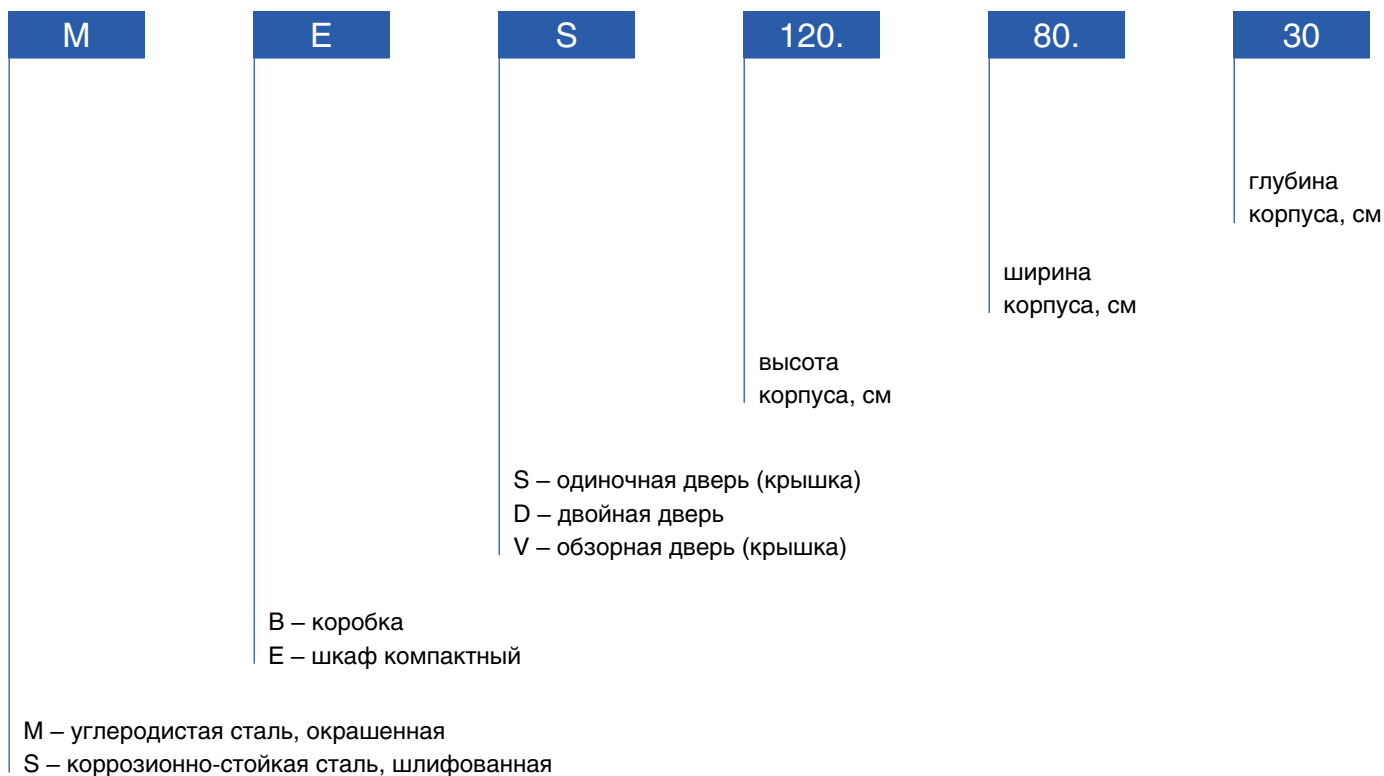 M E S 120. 80. 30
глубина
корпуса, см
ширина
корпуса, см
высота
корпуса, см
S – одиночная дверь (крышка)
D – двойная дверь
V – обзорная дверь (крышка)
B – коробка
E – шкаф компактный
M – углеродистая сталь, окрашенная
S – коррозионно-стойкая сталь, шлифованная